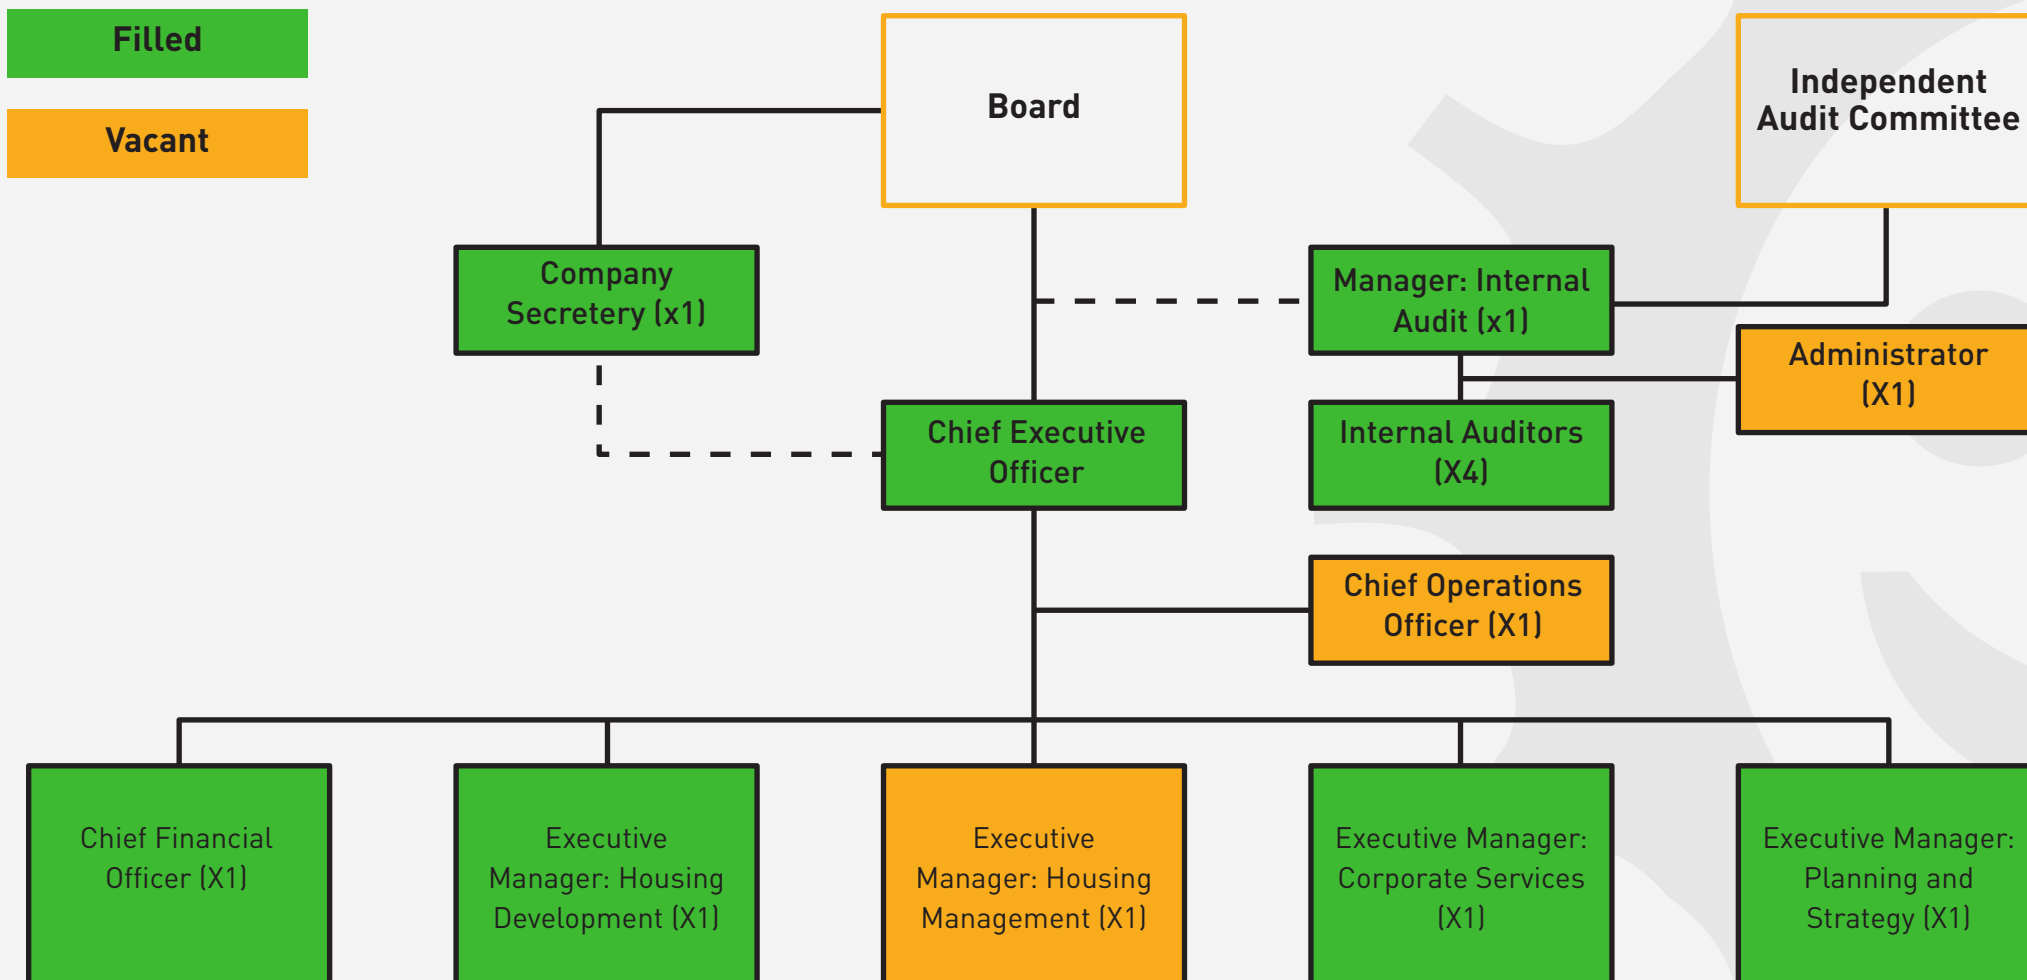 Filled
Vacant
Board
Independent
Audit Committee
Company
Secretery (x1)
Manager: Internal
Audit (x1)
Administrator
(X1)
Chief Executive
Officer
Internal Auditors
(X4)
Chief Operations
Officer (X1)
Chief Financial
Officer (X1)
Executive
Manager: Housing
Development (X1)
Executive
Manager: Housing
Management (X1)
Executive Manager:
Corporate Services
(X1)
Executive Manager:
Planning and
Strategy (X1)